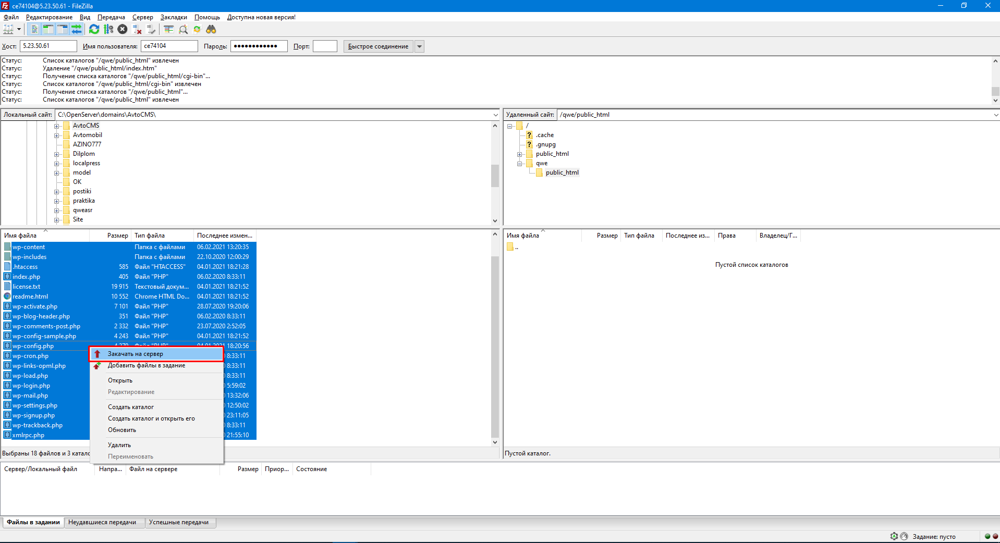 ce74104@5.23.50.61 - FileZilla
Файл Редактирование Вид Передача Сервер Закладки Помощь Доступна новая версия!
Хост: 5.23.50.61 Имя пользователя: ce74104 Пароль: ●●●●●●●●●●●● Порт: Быстрое соединение
Статус: Список каталогов "/qwe/public_html" извлечен
Статус: Удаление "/qwe/public_html/index.htm"
Статус: Получение списка каталогов "/qwe/public_html/cgi-bin"...
Статус: Список каталогов "/qwe/public_html/cgi-bin" извлечен
Статус: Получение списка каталогов "/qwe/public_html"...
Статус: Список каталогов "/qwe/public_html" извлечен
Локальный сайт: C:\OpenServer\domains\AvtoCMS\
AvtoCMS
Avtomobil
AZINO777
Dilplom
localpress
model
OK
postiki
praktika
qweasr
Site
Удаленный сайт: /qwe/public_html
/
.cache
.gnupg
public_html
qwe
public_html
Имя файла Размер Тип файла Последнее измен...
wp-content Папка с файлами 06.02.2021 13:20:35
wp-includes Папка с файлами 22.10.2020 12:00:29
.htaccess 585 Файл "HTACCESS" 04.01.2021 18:21:28
index.php 405 Файл "PHP" 06.02.2020 8:33:11
license.txt 19 915 Текстовый докум... 04.01.2021 18:21:52
readme.html 10 552 Chrome HTML Do... 04.01.2021 18:21:52
wp-activate.php 7 101 Файл "PHP" 28.07.2020 19:20:06
wp-blog-header.php 351 Файл "PHP" 06.02.2020 8:33:11
wp-comments-post.php 2 332 Файл "PHP" 23.07.2020 2:52:05
wp-config-sample.php 4 243 Файл "PHP" 04.01.2021 18:21:52
wp-config.php 4 270 Файл "PHP" 04.01.2021 18:20:56
wp-cron.php 8:33:11
wp-links-opml.php 8:33:11
wp-load.php 8:33:11
wp-login.php 5:59:02
wp-mail.php 13:32:06
wp-settings.php 12:50:02
wp-signup.php 23:11:05
wp-trackback.php 8:33:11
xmlrpc.php 21:55:10
Выбраны 18 файлов и 3 катало
Закачать на сервер
Добавить файлы в задание
Открыть
Редактирование
Создать каталог
Создать каталог и открыть его
Обновить
Удалить
Переименовать
Имя файла Размер Тип файла Последнее из... Права Владелец/Г...
..
Пустой список каталогов
Пустой каталог.
Сервер/Локальный файл Напра... Файл на сервере Размер Приор... Состояние
Файлы в задании Неудавшиеся передачи Успешные передачи
Задание: пусто